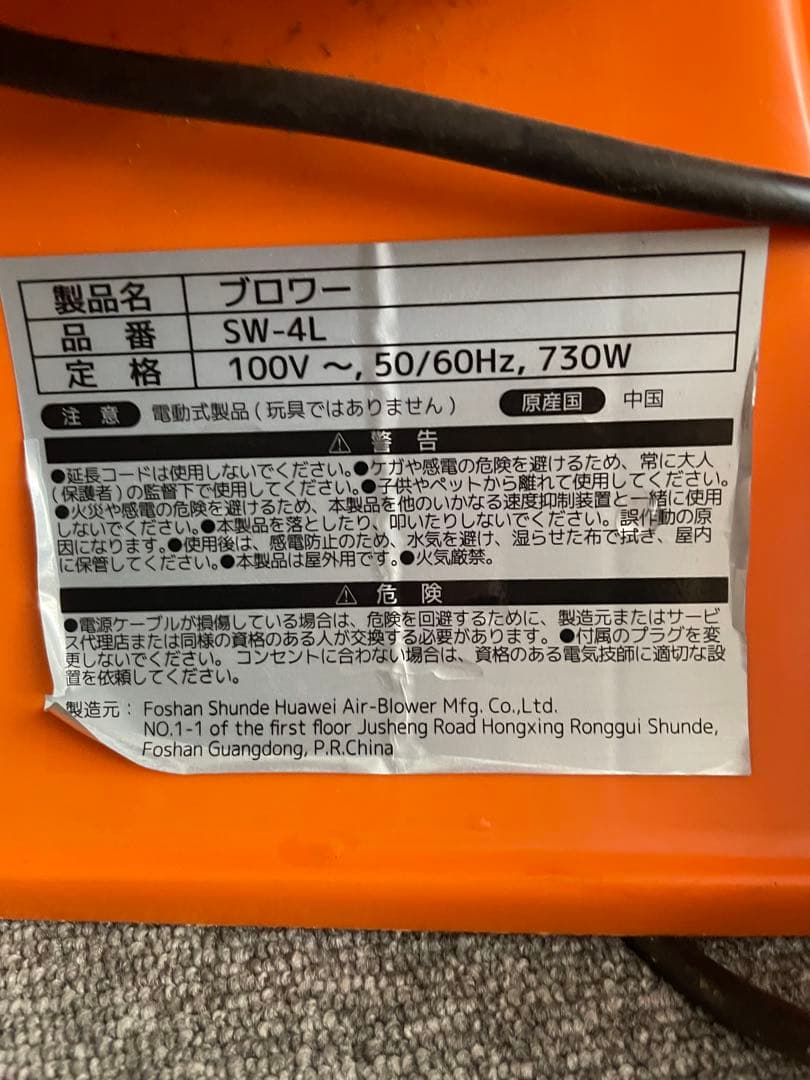 製品名 ブロワー
品 番 SW-4L
定 格 100V ～, 50/60Hz, 730W
注 意 電動式製品 ( 玩具ではありません ) 原産国 中国
⚠ 警 告
●延長コードは使用しないでください。●ケガや感電の危険を避けるため、常に大人
(保護者) の監督下で使用してください。●子供やペットから離れて使用してください。
●火災や感電の危険を避けるため、本製品を他のいかなる速度抑制装置と一緒に使用
しないでください。●本製品を落としたり、叩いたりしないでください。誤作動の原
因になります。●使用後は、感電防止のため、水気を避け、湿らせた布で拭き、屋内
に保管してください。●本製品は屋外用です。●火気厳禁。
⚠ 危 険
●電源ケーブルが損傷している場合は、危険を回避するために、製造元またはサービ
ス代理店または同様の資格のある人が交換する必要があります。●付属のプラグを変
更しないでください。 コンセントに合わない場合は、資格のある電気技師に適切な設
置を依頼してください。
製造元 : Foshan Shunde Huawei Air-Blower Mfg. Co.,Ltd.
NO.1-1 of the first floor Jusheng Road Hongxing Ronggui Shunde,
Foshan Guangdong, P.R.China